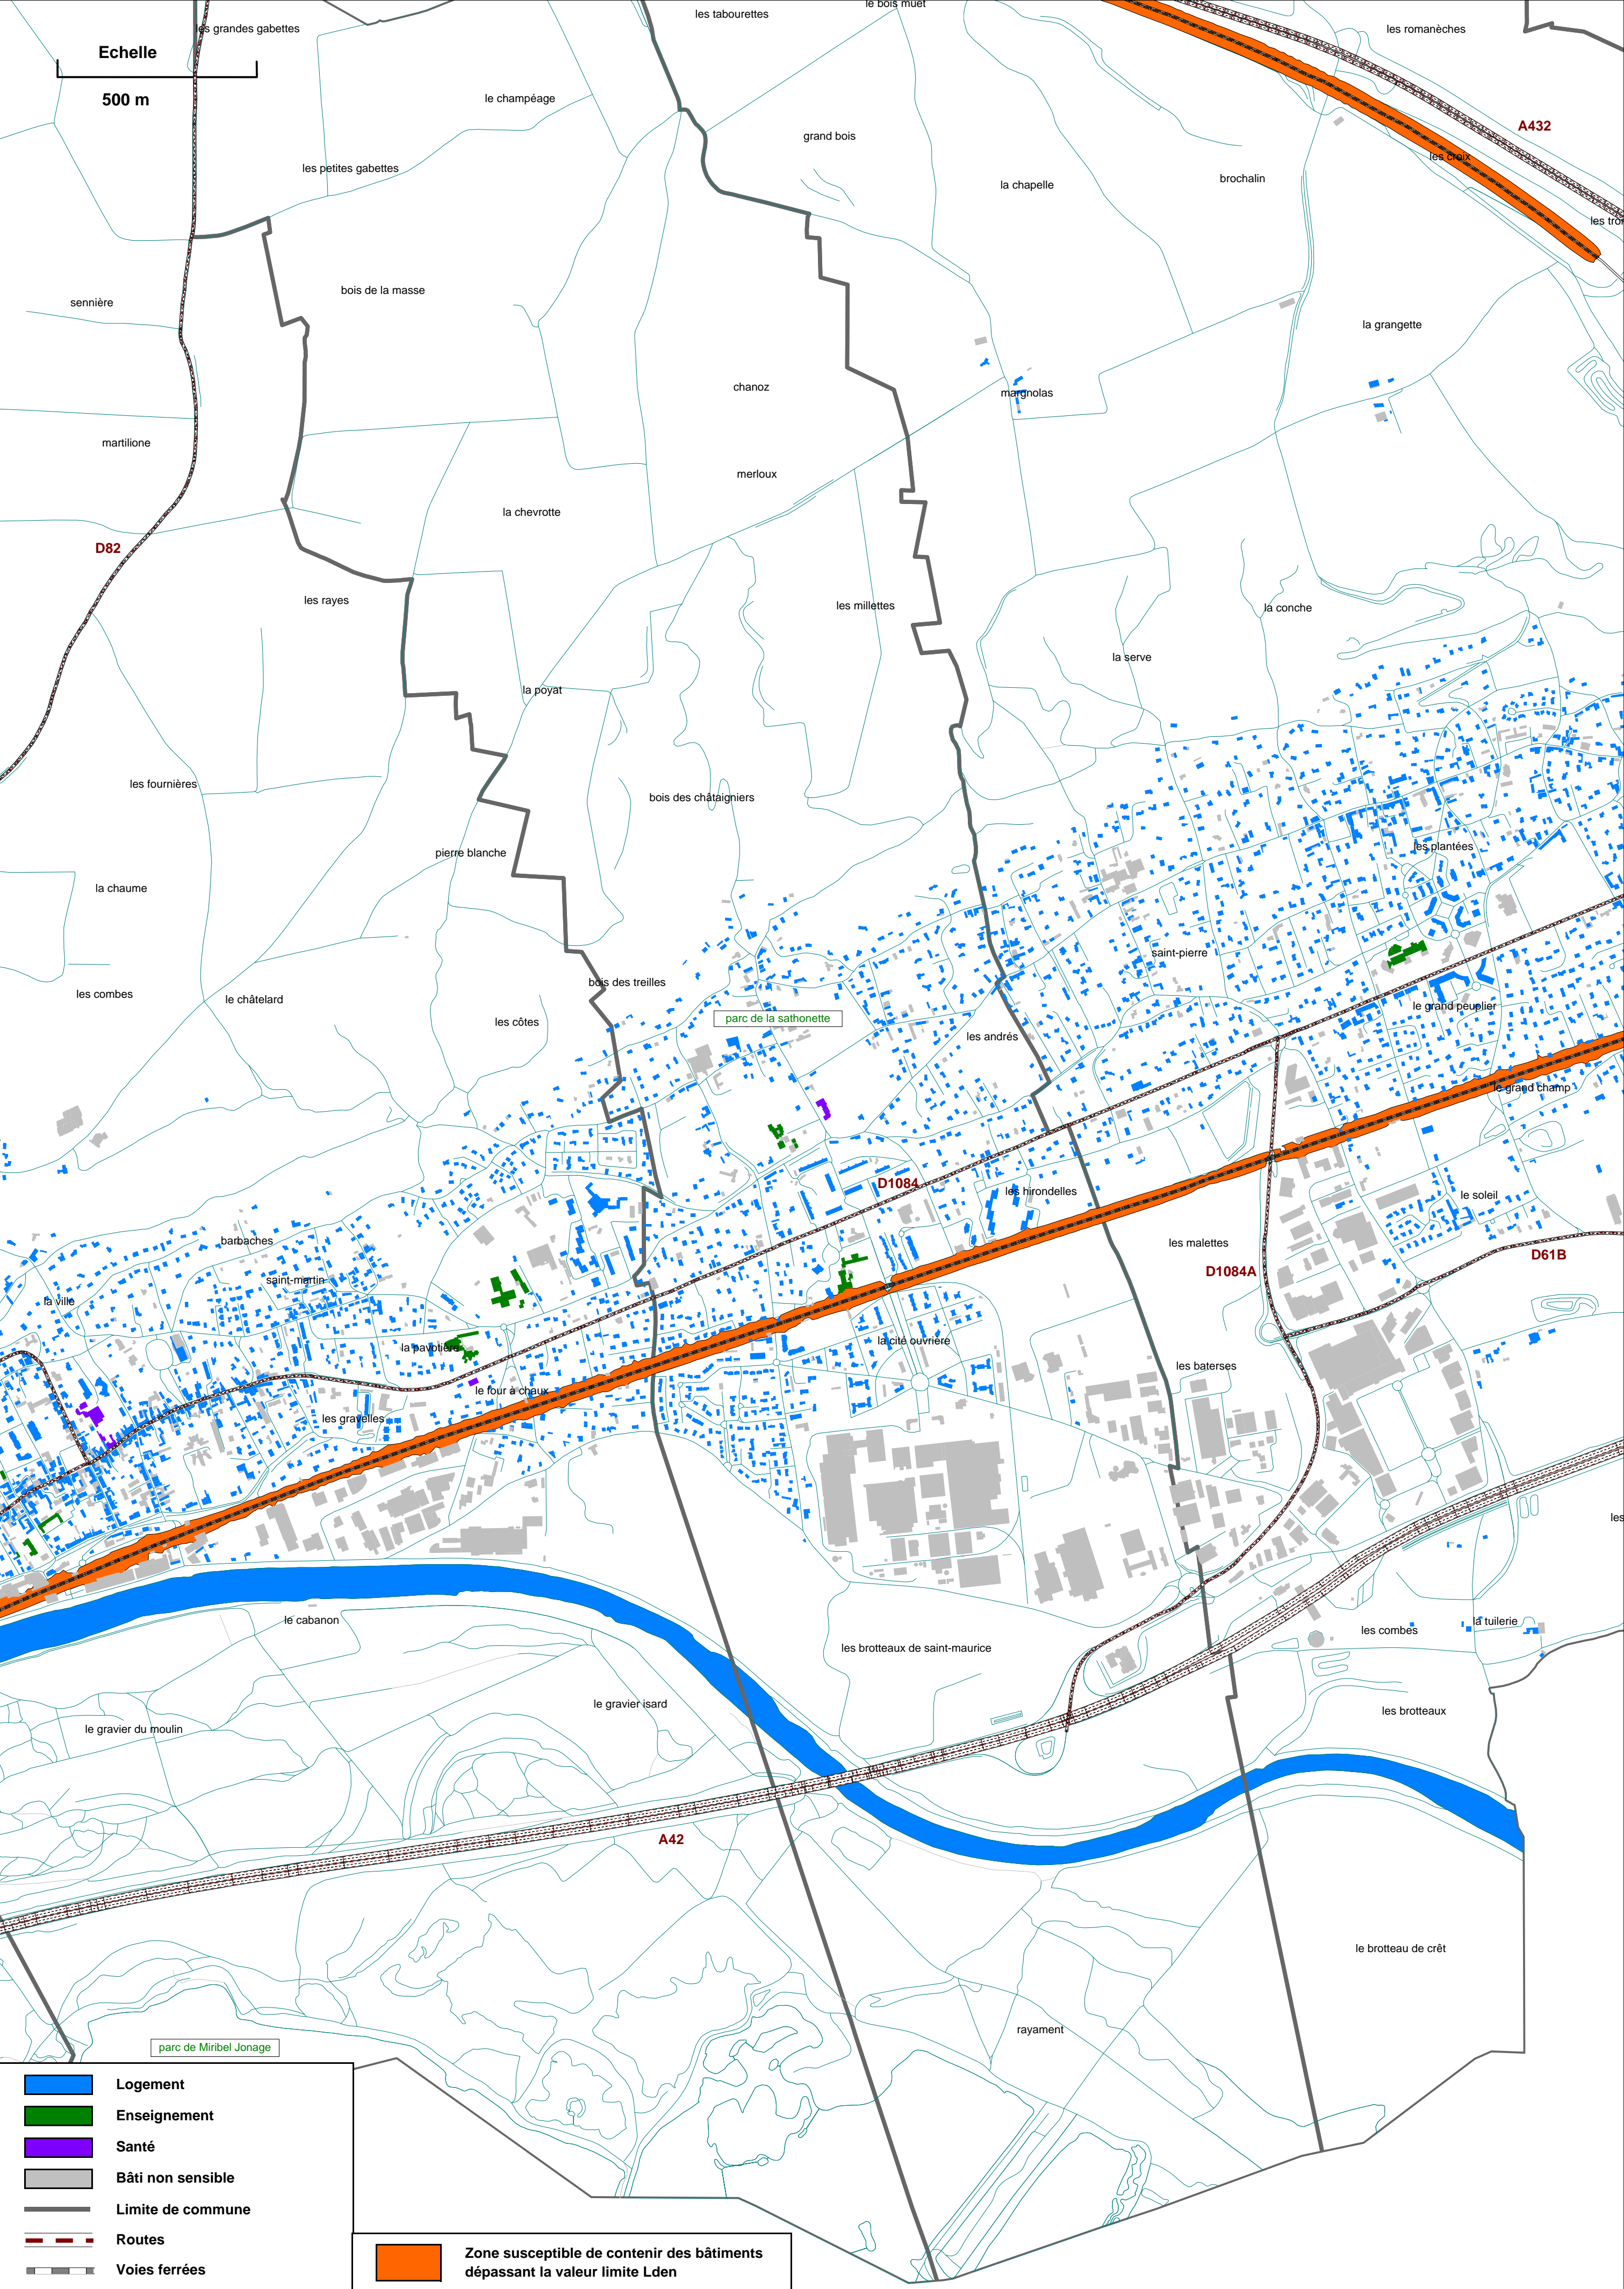 les tabourettes
le bois muet
les grandes gabettes
les romanèches
Echelle
500 m
le champéage
A432
grand bois
les croix
les petites gabettes
la chapelle
brochalin
les tro
bois de la masse
sennière
la grangette
chanoz
margnolas
martilione
merloux
la chevrotte
D82
les rayes
les millettes
la conche
la serve
la poyat
les fournières
bois des châtaigniers
les plantées
pierre blanche
la chaume
saint-pierre
bois des treilles
les combes
le châtelard
le grand peuplier
parc de la sathonette
les côtes
les andrés
le grand champ
D1084
les hirondelles
le soleil
barbaches
les malettes
D61B
D1084A
saint-martin
la ville
la cité ouvrière
la pavotière
les baterses
le four à chaux
les gravelles
les
le cabanon
la tuilerie
les combes
les brotteaux de saint-maurice
le gravier isard
les brotteaux
le gravier du moulin
A42
le brotteau de crêt
rayament
parc de Miribel Jonage
Logement
Enseignement
Santé
Bâti non sensible
Limite de commune
Routes
Voies ferrées
Zone susceptible de contenir des bâtiments
dépassant la valeur limite Lden